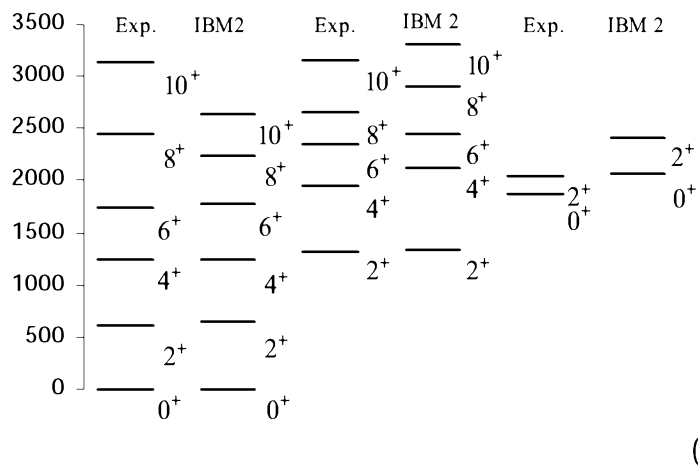 3500 Exp. IBM2 Exp. IBM 2 Exp. IBM 2
3000 10⁺ 10⁺ 10⁺
2500 8⁺ 10⁺ 8⁺ 8⁺ 6⁺ 2⁺
2000 8⁺ 6⁺ 4⁺ 4⁺ 2⁺ 0⁺
1500 6⁺ 6⁺ 0⁺
1000 4⁺ 4⁺ 2⁺ 2⁺
500 2⁺ 2⁺
0 0⁺ 0⁺
(